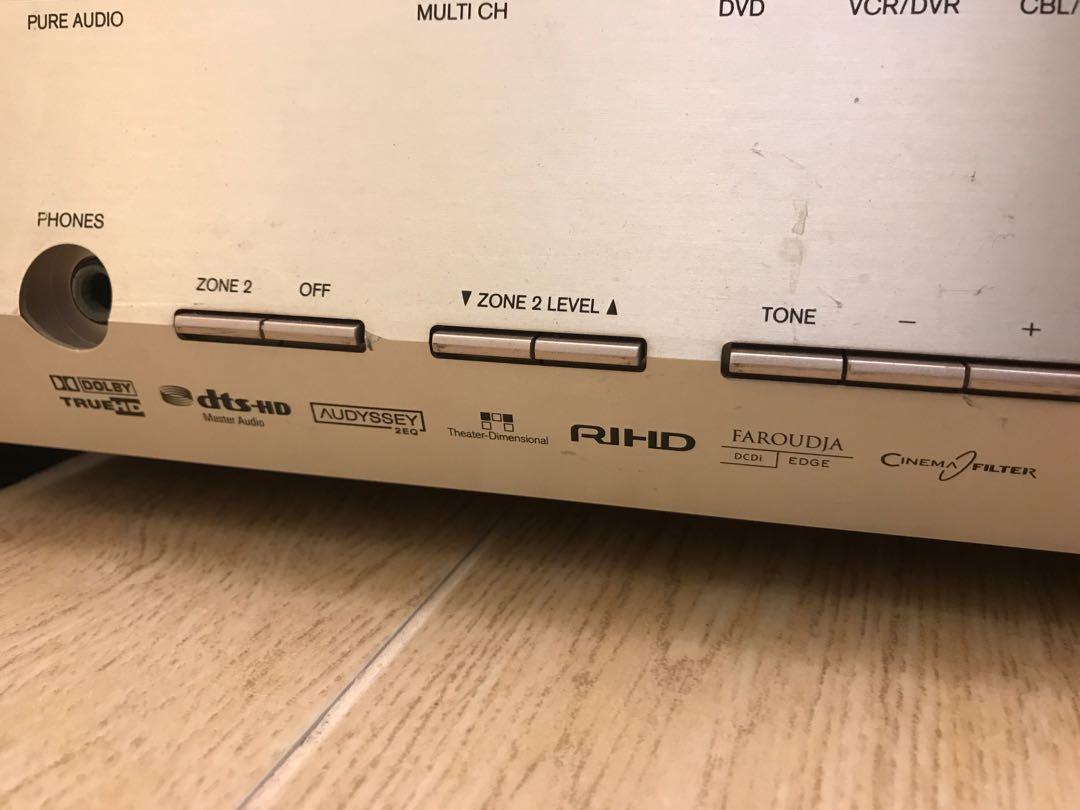 PURE AUDIO
MULTI CH
DVD
VCR/DVR
CBL/
PHONES
ZONE 2
OFF
▼ ZONE 2 LEVEL ▲
TONE
−
+
DOLBY
TRUEHD
dts-HD
Master Audio
AUDYSSEY
2EQ
Theater-Dimensional
RIHD
FAROUDJA
DCDi EDGE
CINEMA FILTER